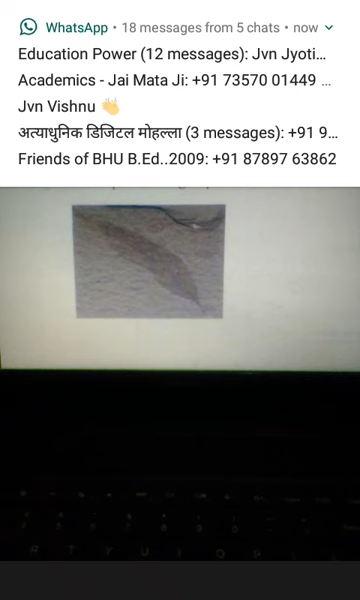 WhatsApp • 18 messages from 5 chats • now
Education Power (12 messages): Jvn Jyoti...
Academics - Jai Mata Ji: +91 73570 01449 ...
Jvn Vishnu 👏
अत्याधुनिक डिजिटल मोहल्ला (3 messages): +91 9...
Friends of BHU B.Ed..2009: +91 87897 63862
R T Y U I O P